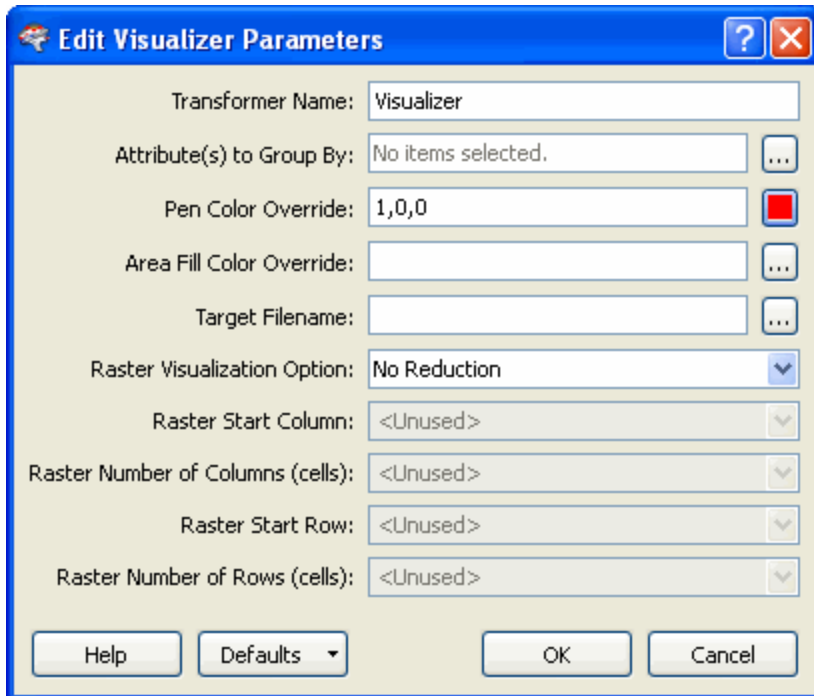 Edit Visualizer Parameters ?
Transformer Name: Visualizer
Attribute(s) to Group By: No items selected. ...
Pen Color Override: 1,0,0
Area Fill Color Override: ...
Target Filename: ...
Raster Visualization Option: No Reduction
Raster Start Column: <Unused>
Raster Number of Columns (cells): <Unused>
Raster Start Row: <Unused>
Raster Number of Rows (cells): <Unused>
Help Defaults OK Cancel